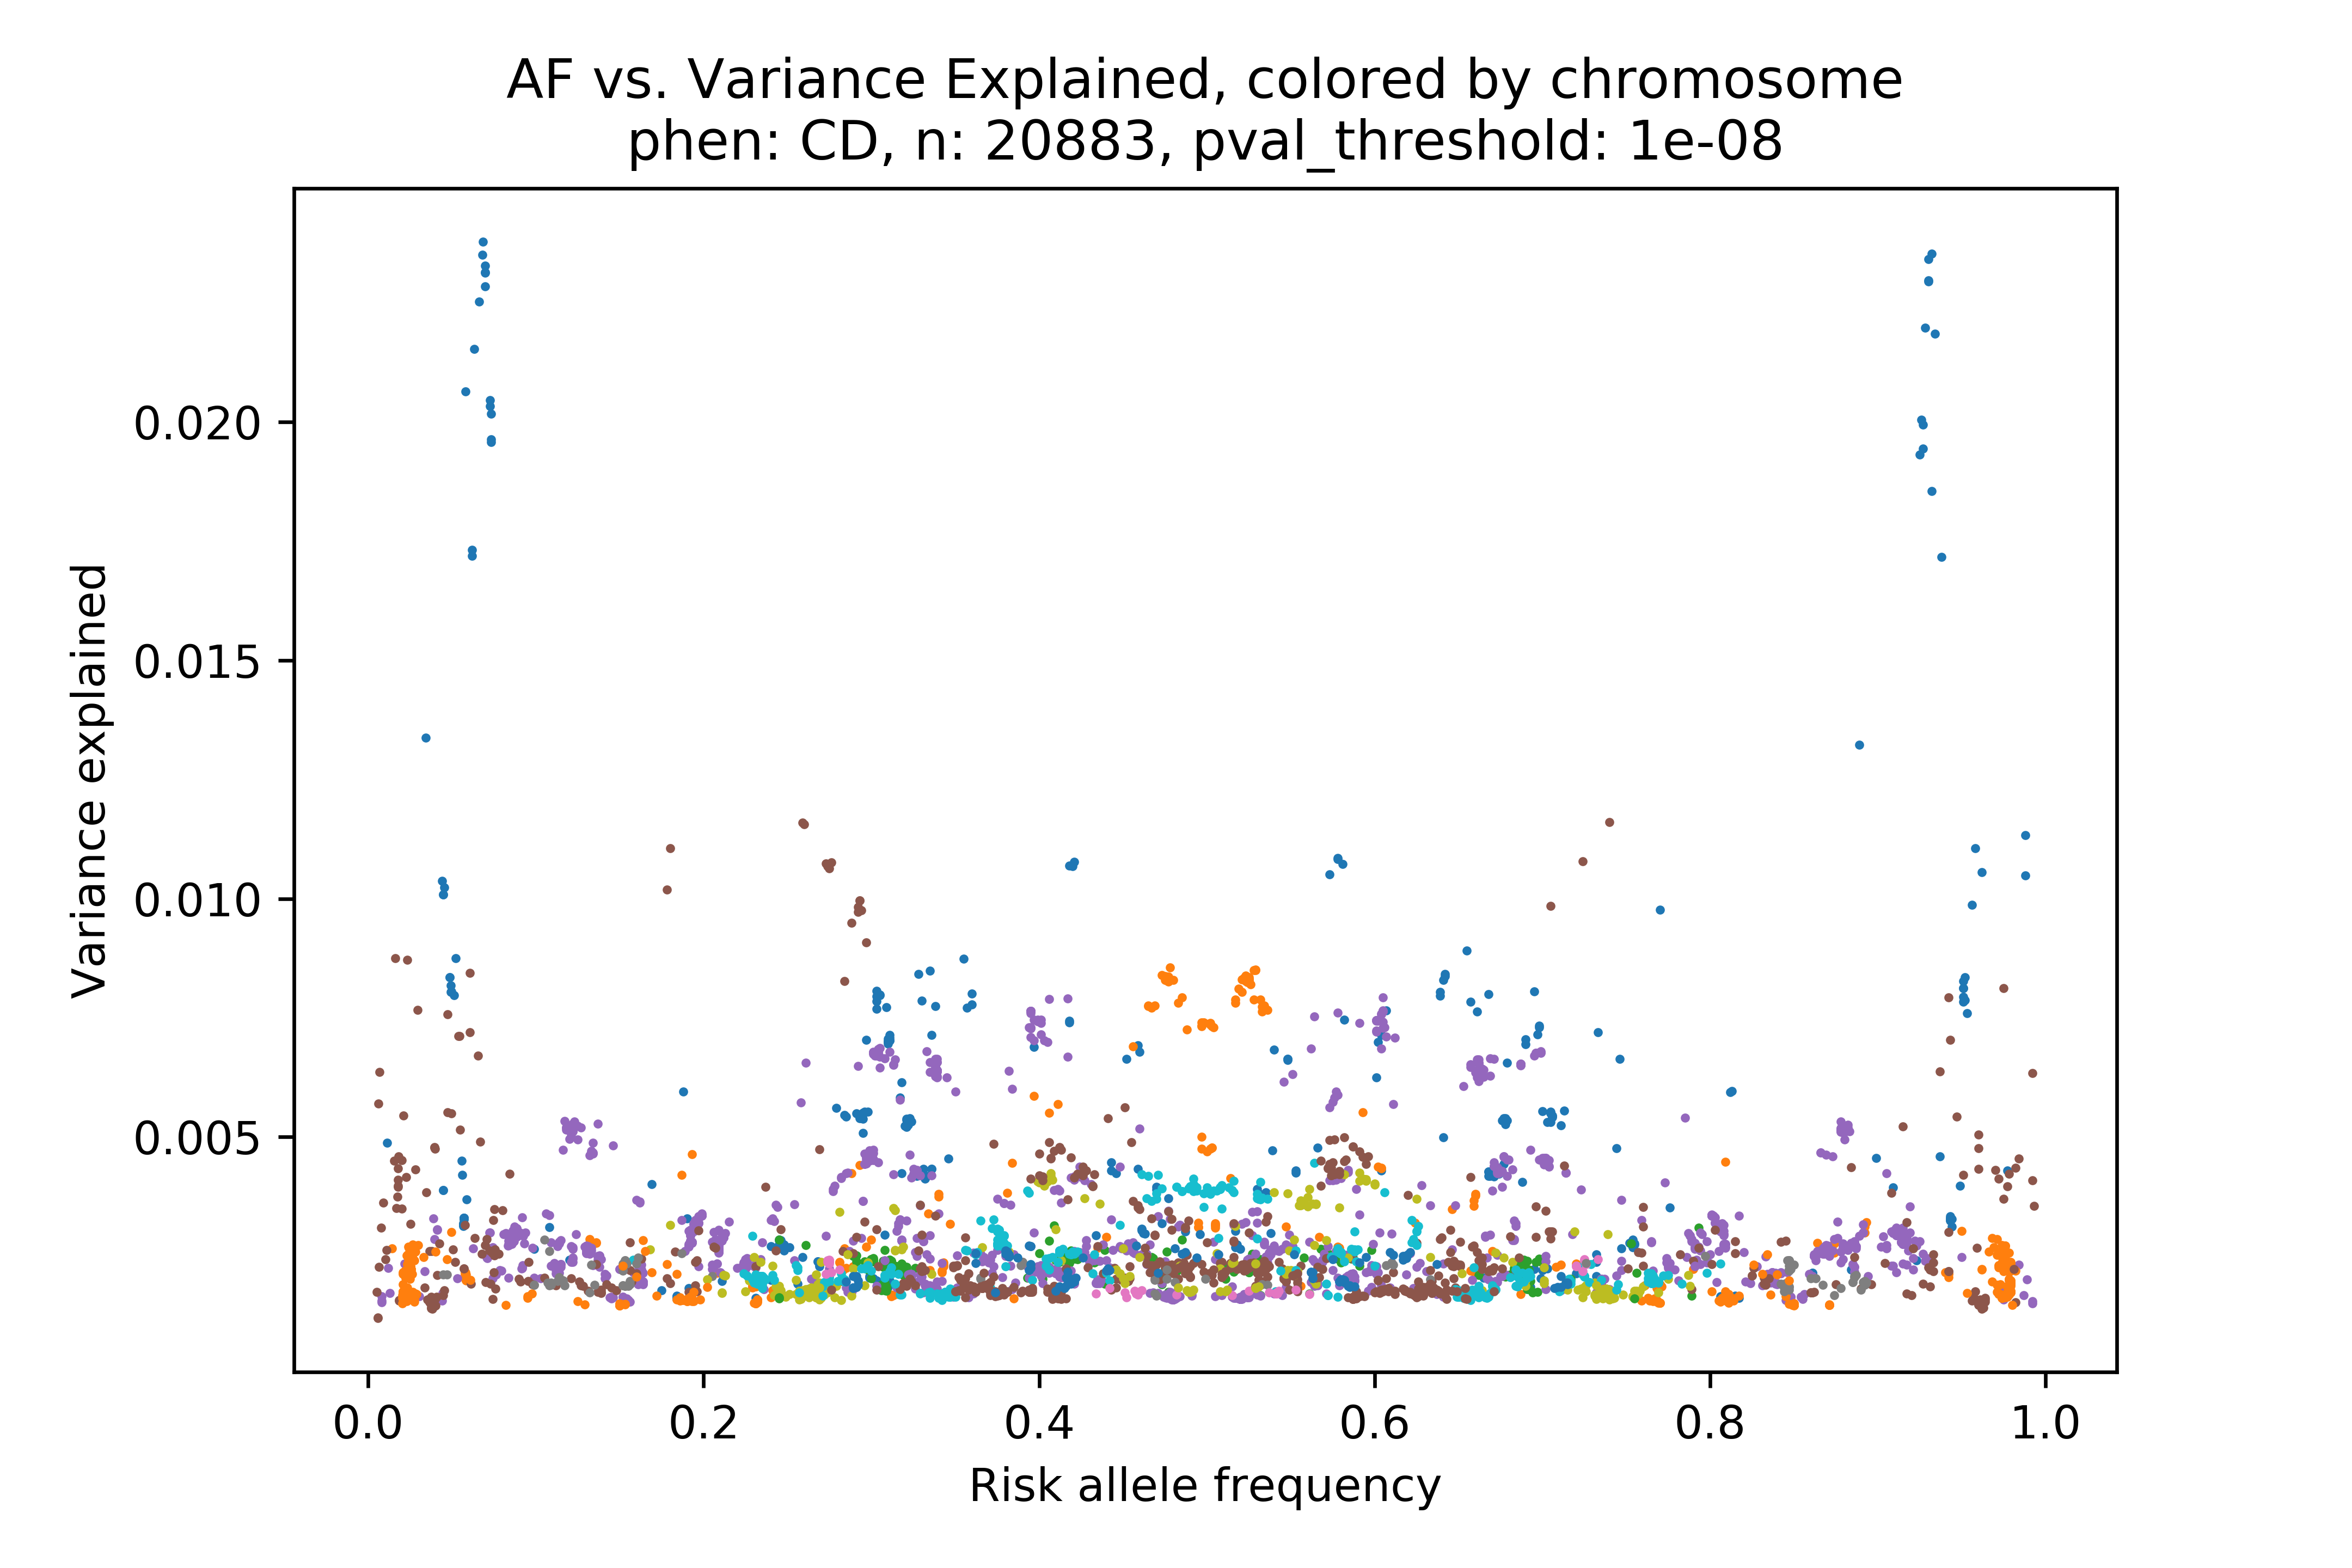 AF vs. Variance Explained, colored by chromosome
phen: CD, n: 20883, pval_threshold: 1e-08
Variance explained
0.020
0.015
0.010
0.005
0.0 0.2 0.4 0.6 0.8 1.0
Risk allele frequency